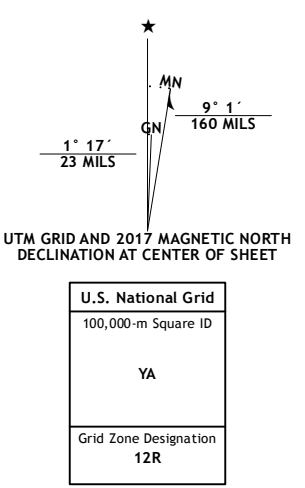 ★
MN
GN
9° 1´
160 MILS
1° 17´
23 MILS
UTM GRID AND 2017 MAGNETIC NORTH
DECLINATION AT CENTER OF SHEET
U.S. National Grid
100,000-m Square ID
YA
Grid Zone Designation
12R